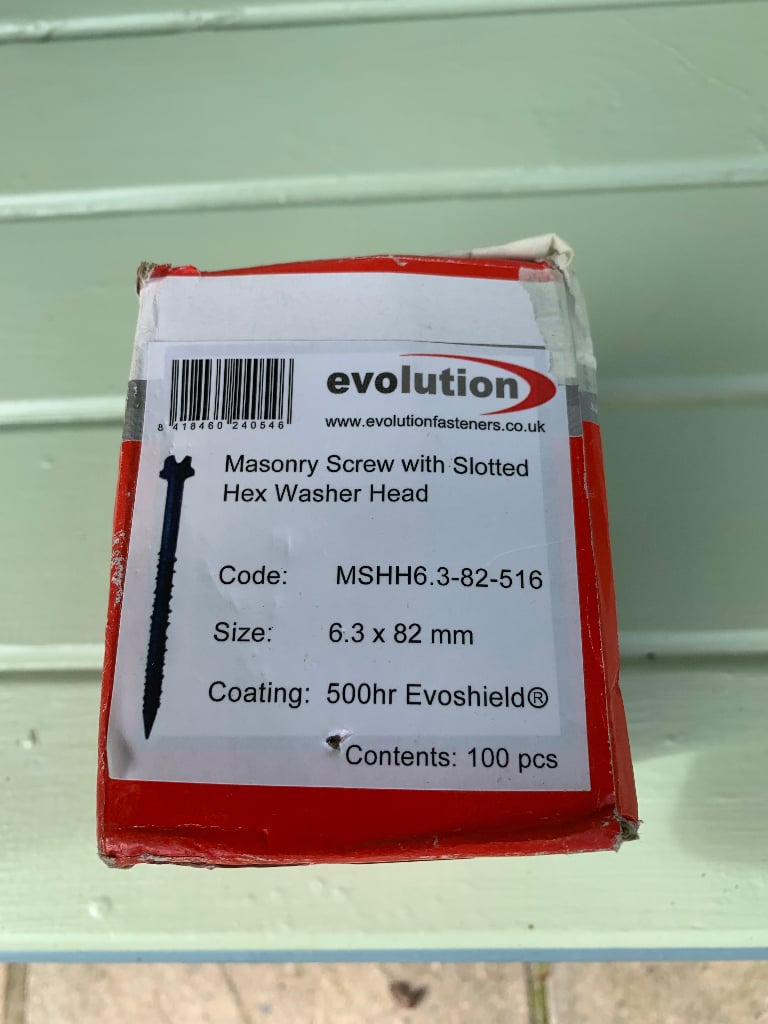 evolution
8 418460 240546
www.evolutionfasteners.co.uk
Masonry Screw with Slotted
Hex Washer Head
Code: MSHH6.3-82-516
Size: 6.3 x 82 mm
Coating: 500hr Evoshield®
Contents: 100 pcs